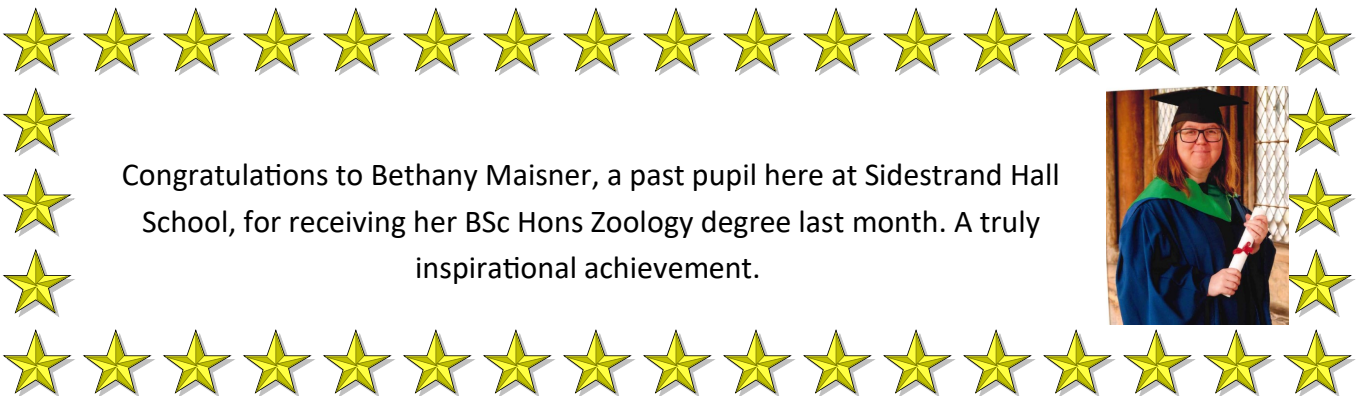 Congratulations to Bethany Maisner, a past pupil here at Sidestrand Hall
School, for receiving her BSc Hons Zoology degree last month. A truly
inspirational achievement.